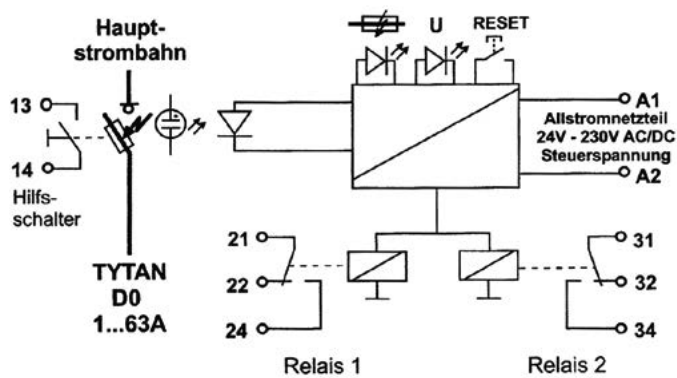 Haupt-
strombahn
U
RESET
13
14
Hilfs-
schalter
TYTAN
D0
1...63A
A1
Allstromnetzteil
24V - 230V AC/DC
Steuerspannung
A2
21
22
24
Relais 1
31
32
34
Relais 2